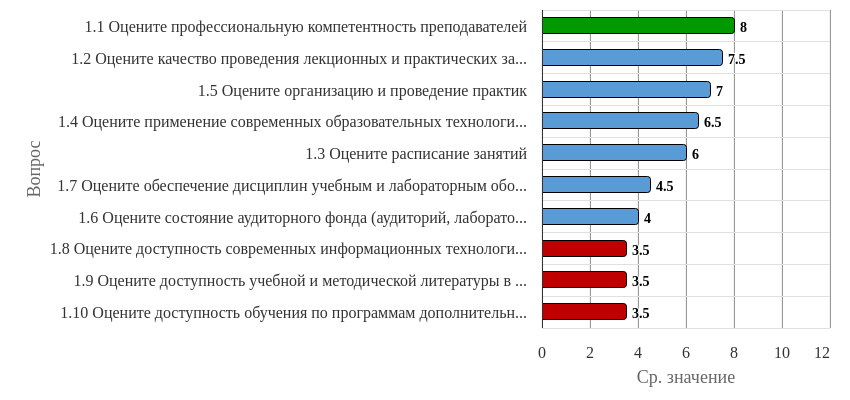 1.1 Оцените профессиональную компетентность преподавателей 8
1.2 Оцените качество проведения лекционных и практических за... 7.5
1.5 Оцените организацию и проведение практик 7
1.4 Оцените применение современных образовательных технологи... 6.5
1.3 Оцените расписание занятий 6
1.7 Оцените обеспечение дисциплин учебным и лабораторным обо... 4.5
1.6 Оцените состояние аудиторного фонда (аудиторий, лаборато... 4
1.8 Оцените доступность современных информационных технологи... 3.5
1.9 Оцените доступность учебной и методической литературы в ... 3.5
1.10 Оцените доступность обучения по программам дополнительн... 3.5
Вопрос
0 2 4 6 8 10 12
Ср. значение